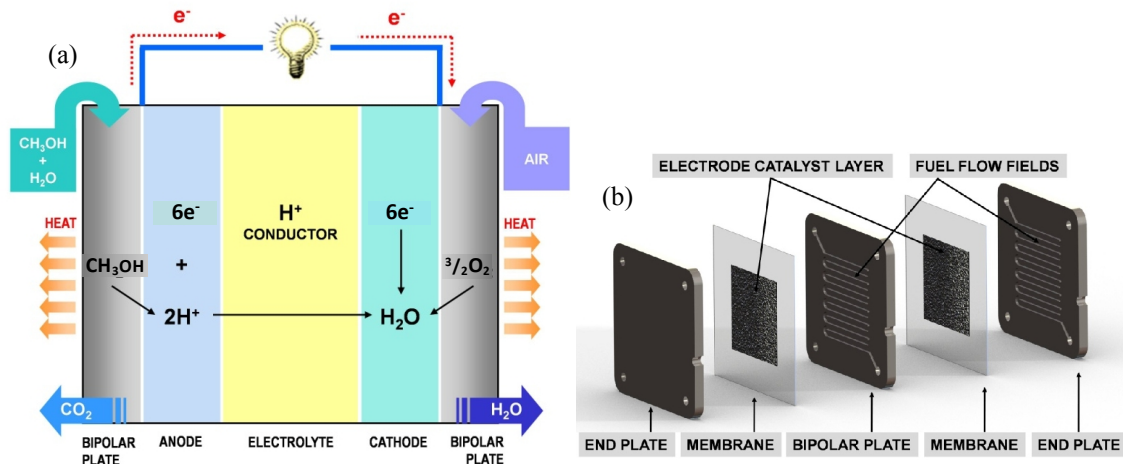 (a)
e⁻
e⁻
CH₃OH
+
H₂O
AIR
6e⁻
H⁺
CONDUCTOR
6e⁻
HEAT
HEAT
CH₃OH
+
³/₂O₂
2H⁺
H₂O
CO₂
H₂O
BIPOLAR
PLATE
ANODE
ELECTROLYTE
CATHODE
BIPOLAR
PLATE
(b)
ELECTRODE CATALYST LAYER
FUEL FLOW FIELDS
END PLATE
MEMBRANE
BIPOLAR PLATE
MEMBRANE
END PLATE